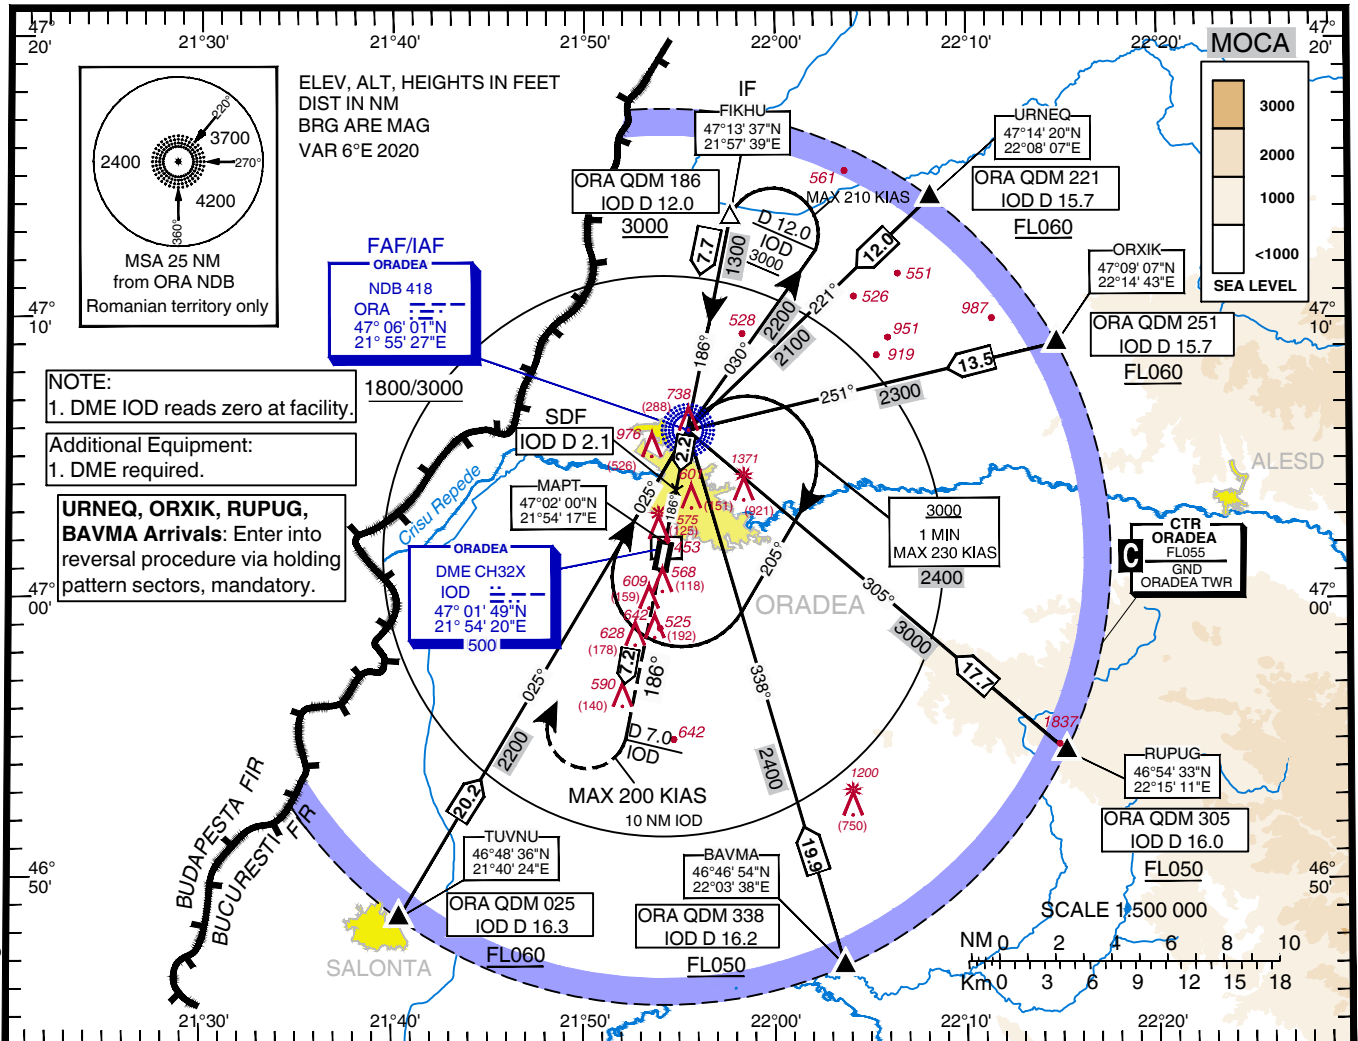 47°
20'
21°30'
21°40'
21°50'
22°00'
22°10'
22°20'
47°
20'
MOCA
3000
2000
1000
<1000
SEA LEVEL
220°
3700
2400
270°
4200
360°
MSA 25 NM
from ORA NDB
Romanian territory only
ELEV, ALT, HEIGHTS IN FEET
DIST IN NM
BRG ARE MAG
VAR 6°E 2020
IF
FIKHU
47°13' 37"N
21°57' 39"E
ORA QDM 186
IOD D 12.0
3000
URNEQ
47°14' 20"N
22°08' 07"E
ORA QDM 221
IOD D 15.7
FL060
561
MAX 210 KIAS
D 12.0
IOD
3000
7.7
1300
12.0
551
526
ORXIK
47°09' 07"N
22°14' 43"E
ORA QDM 251
IOD D 15.7
FL060
987
951
919
13.5
FAF/IAF
ORADEA
NDB 418
ORA
47° 06' 01"N
21° 55' 27"E
1800/3000
47°
10'
47°
10'
528
186°
030°
2200
2100
221°
251°
2300
NOTE:
1. DME IOD reads zero at facility.
Additional Equipment:
1. DME required.
URNEQ, ORXIK, RUPUG,
BAVMA Arrivals: Enter into
reversal procedure via holding
pattern sectors, mandatory.
SDF
IOD D 2.1
738
(288)
976
(526)
2.2
1371
(921)
601
(151)
MAPT
47°02' 00"N
21°54' 17"E
025°
186°
575
(125)
453
Crisu Repede
ORADEA
DME CH32X
IOD
47° 01' 49"N
21° 54' 20"E
500
3000
1 MIN
MAX 230 KIAS
2400
ALESD
C
CTR
ORADEA
FL055
GND
ORADEA TWR
205°
305°
ORADEA
47°
00'
47°
00'
568
(118)
609
(159)
642
525
(192)
628
(178)
7.2
186°
590
(140)
D 7.0
IOD
642
3000
17.7
338°
2400
025°
2200
20.2
1837
RUPUG
46°54' 33"N
22°15' 11"E
ORA QDM 305
IOD D 16.0
FL050
1200
(750)
MAX 200 KIAS
10 NM IOD
19.9
BUDAPESTA FIR
BUCURESTI FIR
TUVNU
46°48' 36"N
21°40' 24"E
ORA QDM 025
IOD D 16.3
FL060
BAVMA
46°46' 54"N
22°03' 38"E
ORA QDM 338
IOD D 16.2
FL050
46°
50'
46°
50'
SALONTA
SCALE 1:500 000
NM 0 2 4 6 8 10
Km 0 3 6 9 12 15 18
21°30'
21°40'
21°50'
22°00'
22°10'
22°20'